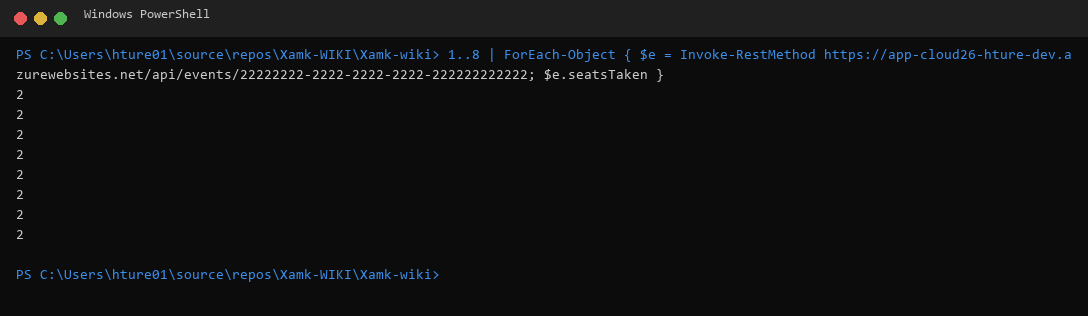 Windows PowerShell
PS C:\Users\hture01\source\repos\Xamk-WIKI\Xamk-wiki> 1..8 | ForEach-Object { $e = Invoke-RestMethod https://app-cloud26-hture-dev.a
zurewebsites.net/api/events/22222222-2222-2222-2222-222222222222; $e.seatsTaken }
2
2
2
2
2
2
2
2
PS C:\Users\hture01\source\repos\Xamk-WIKI\Xamk-wiki>